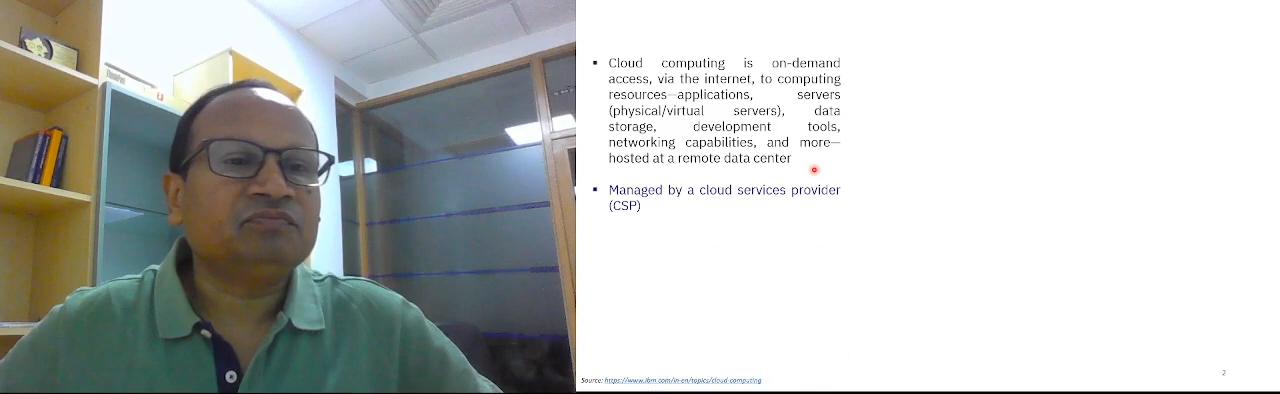 ▪ Cloud computing is on-demand
access, via the internet, to computing
resources—applications, servers
(physical/virtual servers), data
storage, development tools,
networking capabilities, and more—
hosted at a remote data center
▪ Managed by a cloud services provider
(CSP)
Source: https://www.ibm.com/in-en/topics/cloud-computing
2